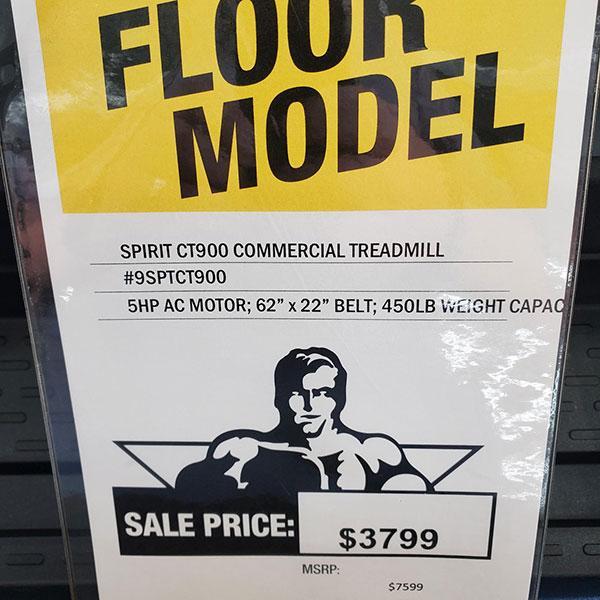 FLOOR
MODEL
SPIRIT CT900 COMMERCIAL TREADMILL
#9SPTCT900
5HP AC MOTOR; 62” x 22” BELT; 450LB WEIGHT CAPAC
SALE PRICE: $3799
MSRP:
$7599